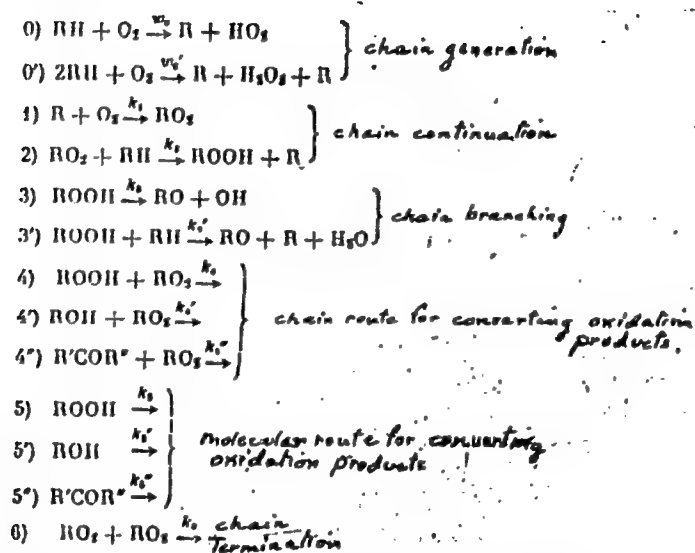 0) RH + O₂ →(w₀) R + HO₂
} chain generation
0') 2RH + O₂ →(w₀') R + H₂O₂ + R
1) R + O₂ →(k₁) RO₂
} chain continuation
2) RO₂ + RH →(k₂) ROOH + R
3) ROOH →(k₃) RO + OH
} chain branching
3') ROOH + RH →(k₃') RO + R + H₂O
4) ROOH + RO₂ →(k₄)
4') ROH + RO₂ →(k₄')
} chain route for converting oxidation
products.
4") R'COR" + RO₂ →(k₄")
5) ROOH →(k₅)
5') ROH →(k₅')
} molecular route for converting
oxidation products
5") R'COR" →(k₅")
6) RO₂ + RO₂ →(k₆) chain
termination